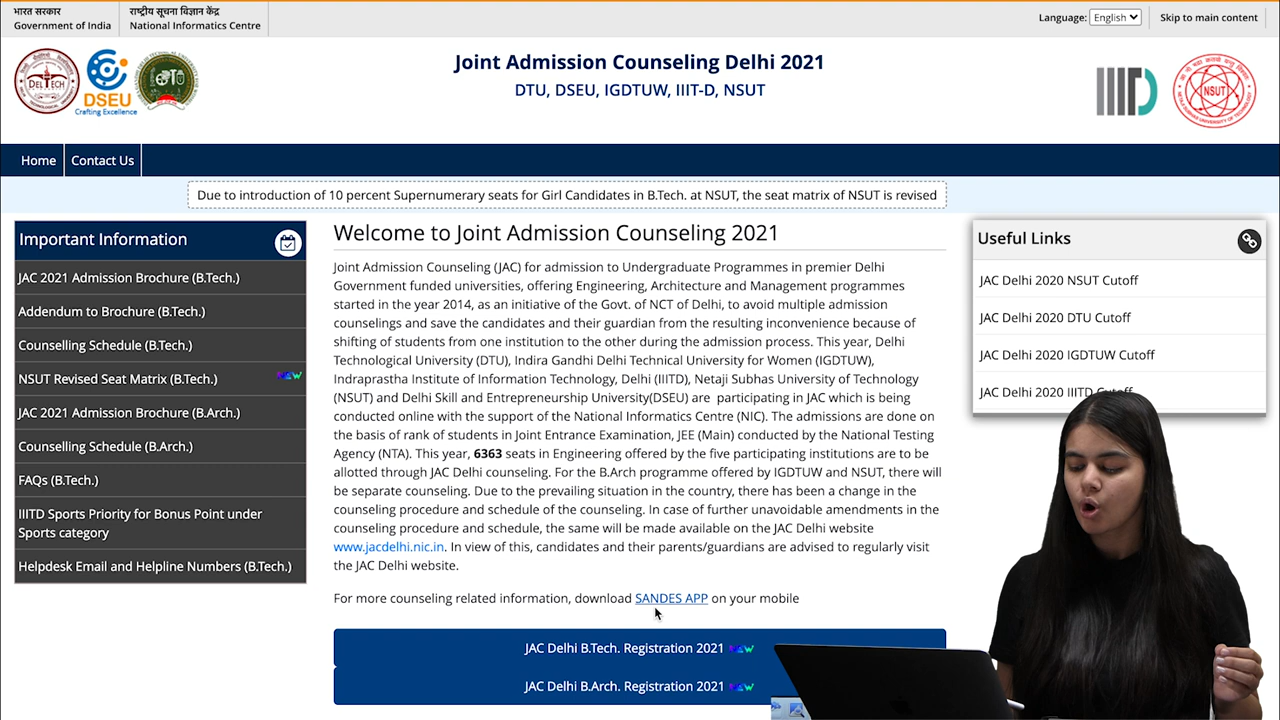 भारत सरकार
Government of India
राष्ट्रीय सूचना विज्ञान केंद्र
National Informatics Centre
Language: English
Skip to main content
DELTECH
DSEU
Crafting Excellence
Joint Admission Counseling Delhi 2021
DTU, DSEU, IGDTUW, IIIT-D, NSUT
IIID
NSUT
Home
Contact Us
Due to introduction of 10 percent Supernumerary seats for Girl Candidates in B.Tech. at NSUT, the seat matrix of NSUT is revised
Important Information
JAC 2021 Admission Brochure (B.Tech.)
Addendum to Brochure (B.Tech.)
Counselling Schedule (B.Tech.)
NSUT Revised Seat Matrix (B.Tech.)
JAC 2021 Admission Brochure (B.Arch.)
Counselling Schedule (B.Arch.)
FAQs (B.Tech.)
IIITD Sports Priority for Bonus Point under
Sports category
Helpdesk Email and Helpline Numbers (B.Tech.)
Welcome to Joint Admission Counseling 2021
Joint Admission Counseling (JAC) for admission to Undergraduate Programmes in premier Delhi
Government funded universities, offering Engineering, Architecture and Management programmes
started in the year 2014, as an initiative of the Govt. of NCT of Delhi, to avoid multiple admission
counselings and save the candidates and their guardian from the resulting inconvenience because of
shifting of students from one institution to the other during the admission process. This year, Delhi
Technological University (DTU), Indira Gandhi Delhi Technical University for Women (IGDTUW),
Indraprastha Institute of Information Technology, Delhi (IIITD), Netaji Subhas University of Technology
(NSUT) and Delhi Skill and Entrepreneurship University(DSEU) are participating in JAC which is being
conducted online with the support of the National Informatics Centre (NIC). The admissions are done on
the basis of rank of students in Joint Entrance Examination, JEE (Main) conducted by the National Testing
Agency (NTA). This year, 6363 seats in Engineering offered by the five participating institutions are to be
allotted through JAC Delhi counseling. For the B.Arch programme offered by IGDTUW and NSUT, there will
be separate counseling. Due to the prevailing situation in the country, there has been a change in the
counseling procedure and schedule of the counseling. In case of further unavoidable amendments in the
counseling procedure and schedule, the same will be made available on the JAC Delhi website
www.jacdelhi.nic.in. In view of this, candidates and their parents/guardians are advised to regularly visit
the JAC Delhi website.
For more counseling related information, download SANDES APP on your mobile
JAC Delhi B.Tech. Registration 2021
JAC Delhi B.Arch. Registration 2021
Useful Links
JAC Delhi 2020 NSUT Cutoff
JAC Delhi 2020 DTU Cutoff
JAC Delhi 2020 IGDTUW Cutoff
JAC Delhi 2020 IIITD Cutoff